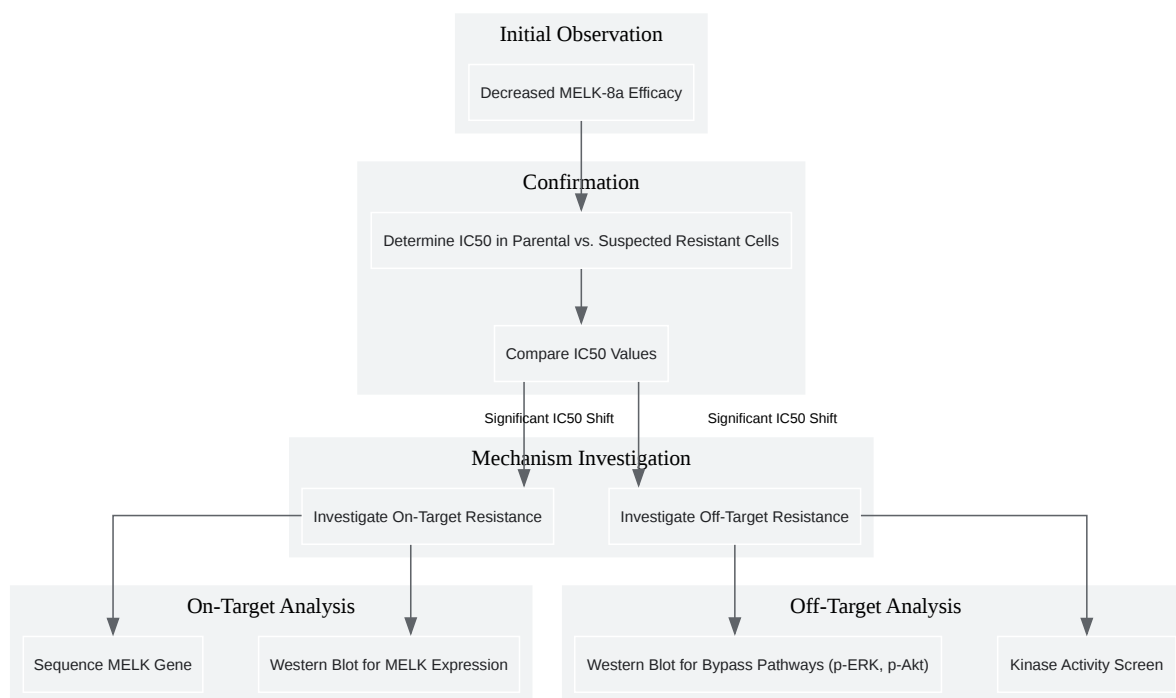 Initial Observation
Decreased MELK-8a Efficacy
Confirmation
Determine IC50 in Parental vs. Suspected Resistant Cells
Compare IC50 Values
Significant IC50 Shift
Significant IC50 Shift
Mechanism Investigation
Investigate On-Target Resistance
Investigate Off-Target Resistance
On-Target Analysis
Off-Target Analysis
Sequence MELK Gene
Western Blot for MELK Expression
Western Blot for Bypass Pathways (p-ERK, p-Akt)
Kinase Activity Screen